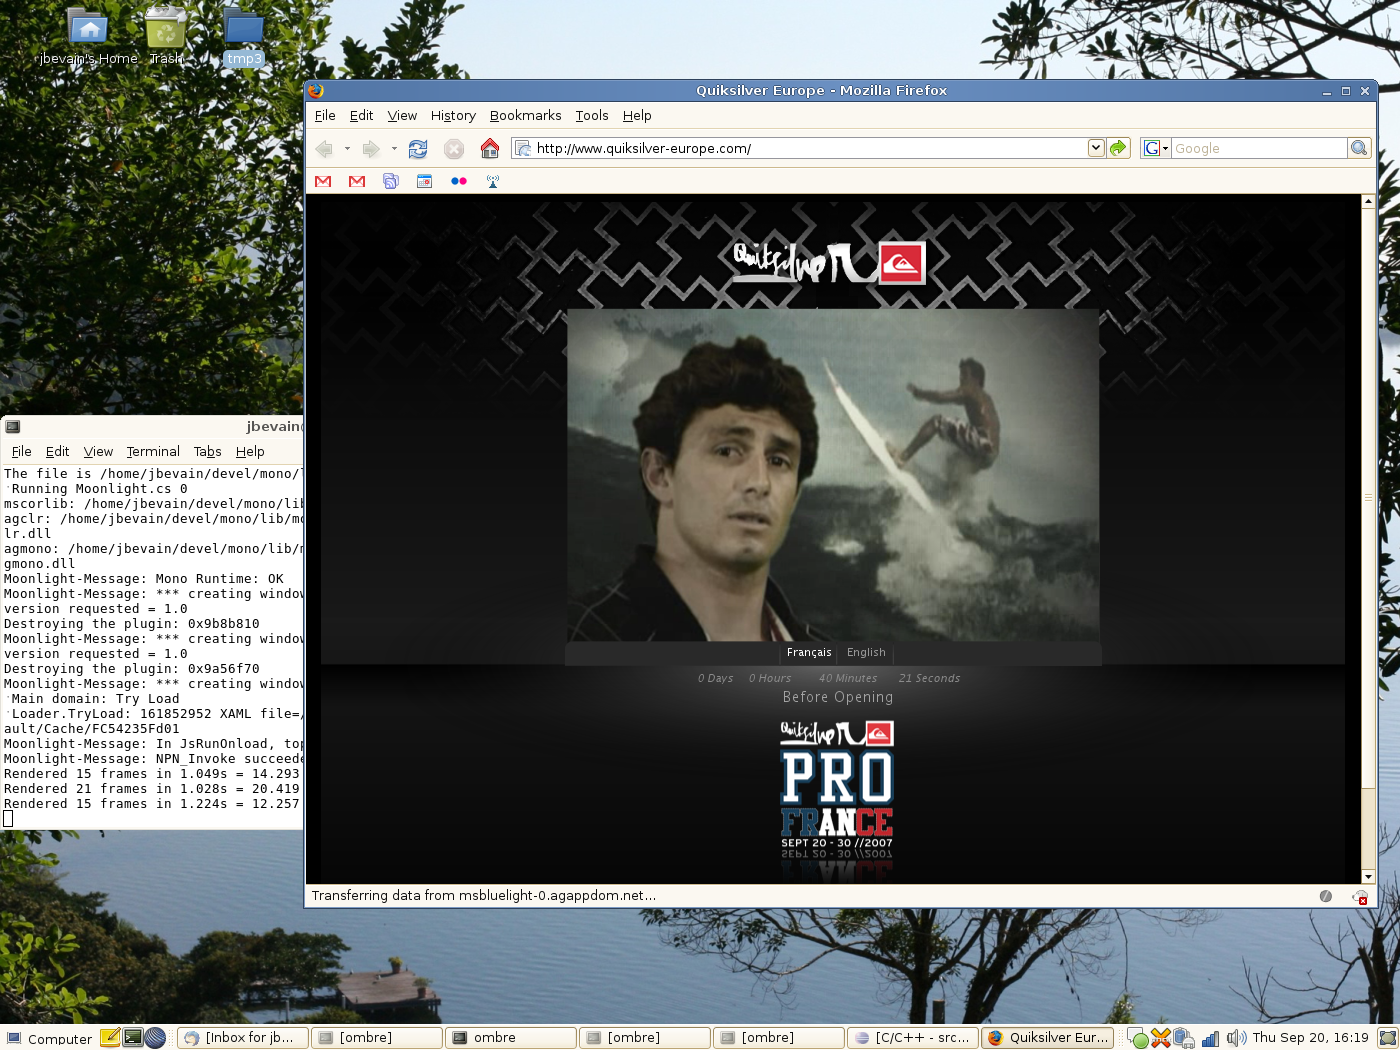 jbevain's Home
Trash
tmp3
Quiksilver Europe - Mozilla Firefox
File Edit View History Bookmarks Tools Help
http://www.quiksilver-europe.com/
G
Google
Quiksilver
jbevain@
File Edit View Terminal Tabs Help
The file is /home/jbevain/devel/mono/
Running Moonlight.cs 0
mscorlib: /home/jbevain/devel/mono/lib
agclr: /home/jbevain/devel/mono/lib/mo
lr.dll
agmono: /home/jbevain/devel/mono/lib/m
gmono.dll
Moonlight-Message: Mono Runtime: OK
Moonlight-Message: *** creating window
version requested = 1.0
Destroying the plugin: 0x9b8b810
Moonlight-Message: *** creating window
version requested = 1.0
Destroying the plugin: 0x9a56f70
Moonlight-Message: *** creating window
Main domain: Try Load
Loader.TryLoad: 161852952 XAML file=/
ault/Cache/FC54235Fd01
Moonlight-Message: In JsRunOnload, top
Moonlight-Message: NPN_Invoke succeede
Rendered 15 frames in 1.049s = 14.293
Rendered 21 frames in 1.028s = 20.419
Rendered 15 frames in 1.224s = 12.257
Français English
0 Days 0 Hours 40 Minutes 21 Seconds
Before Opening
Quiksilver
PRO
FRANCE
SEPT 20 - 30 //2007
Transferring data from msbluelight-0.agappdom.net...
Computer
[Inbox for jb...
[ombre]
ombre
[ombre]
[ombre]
[C/C++ - src...
Quiksilver Eur...
Thu Sep 20, 16:19